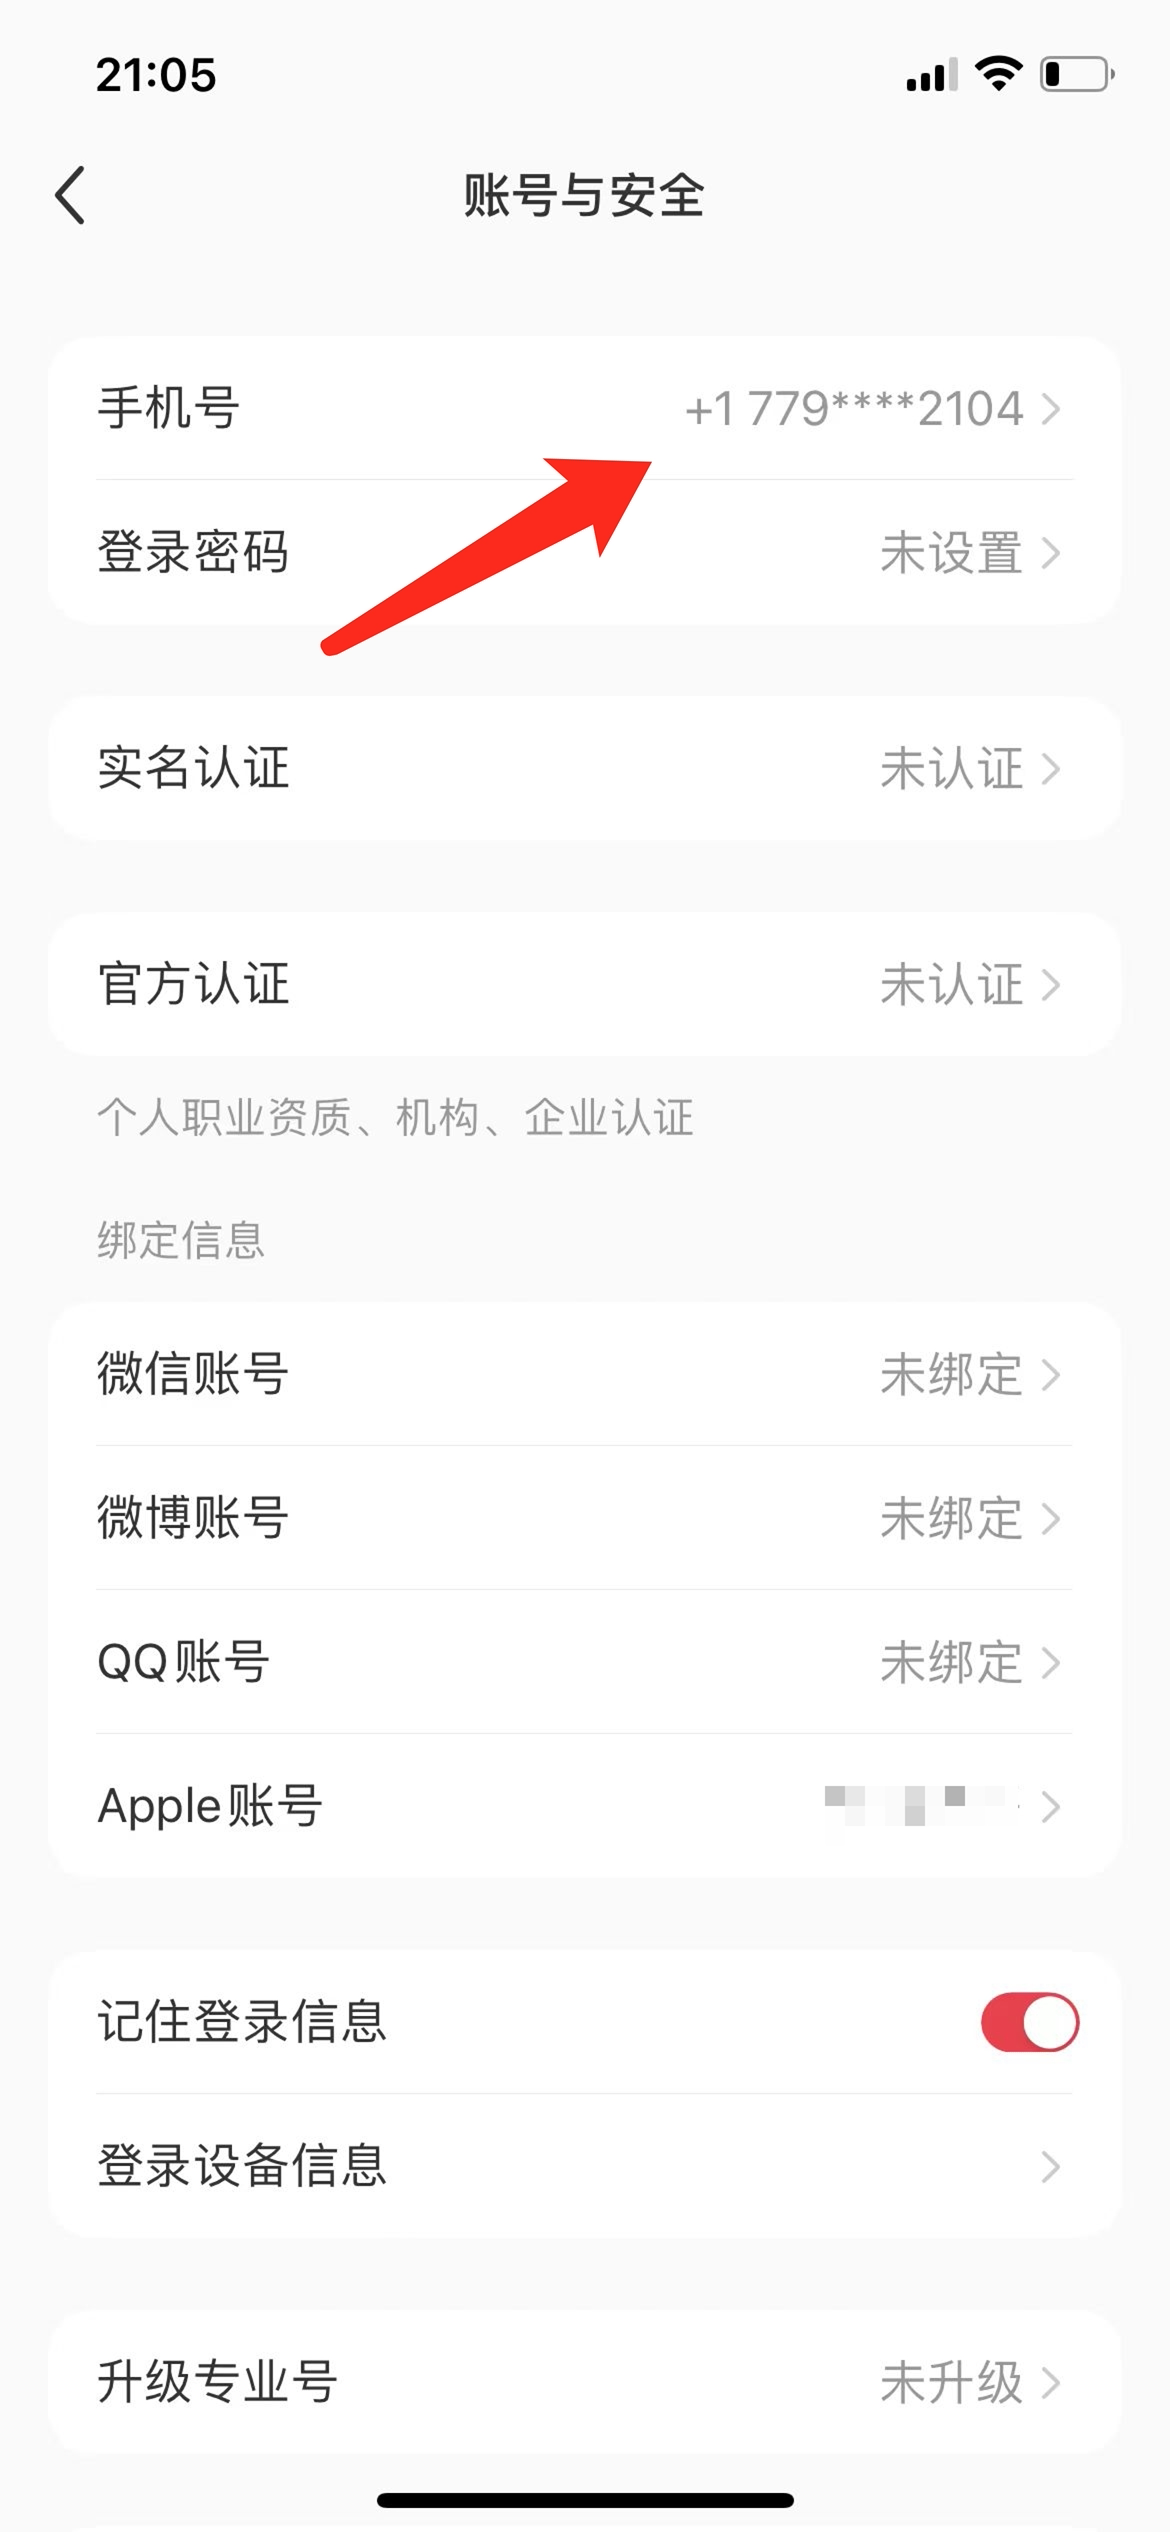 21:05
账号与安全
手机号 +1 779****2104
登录密码 未设置
实名认证 未认证
官方认证 未认证
个人职业资质、机构、企业认证
绑定信息
微信账号 未绑定
微博账号 未绑定
QQ账号 未绑定
Apple账号
记住登录信息
登录设备信息
升级专业号 未升级